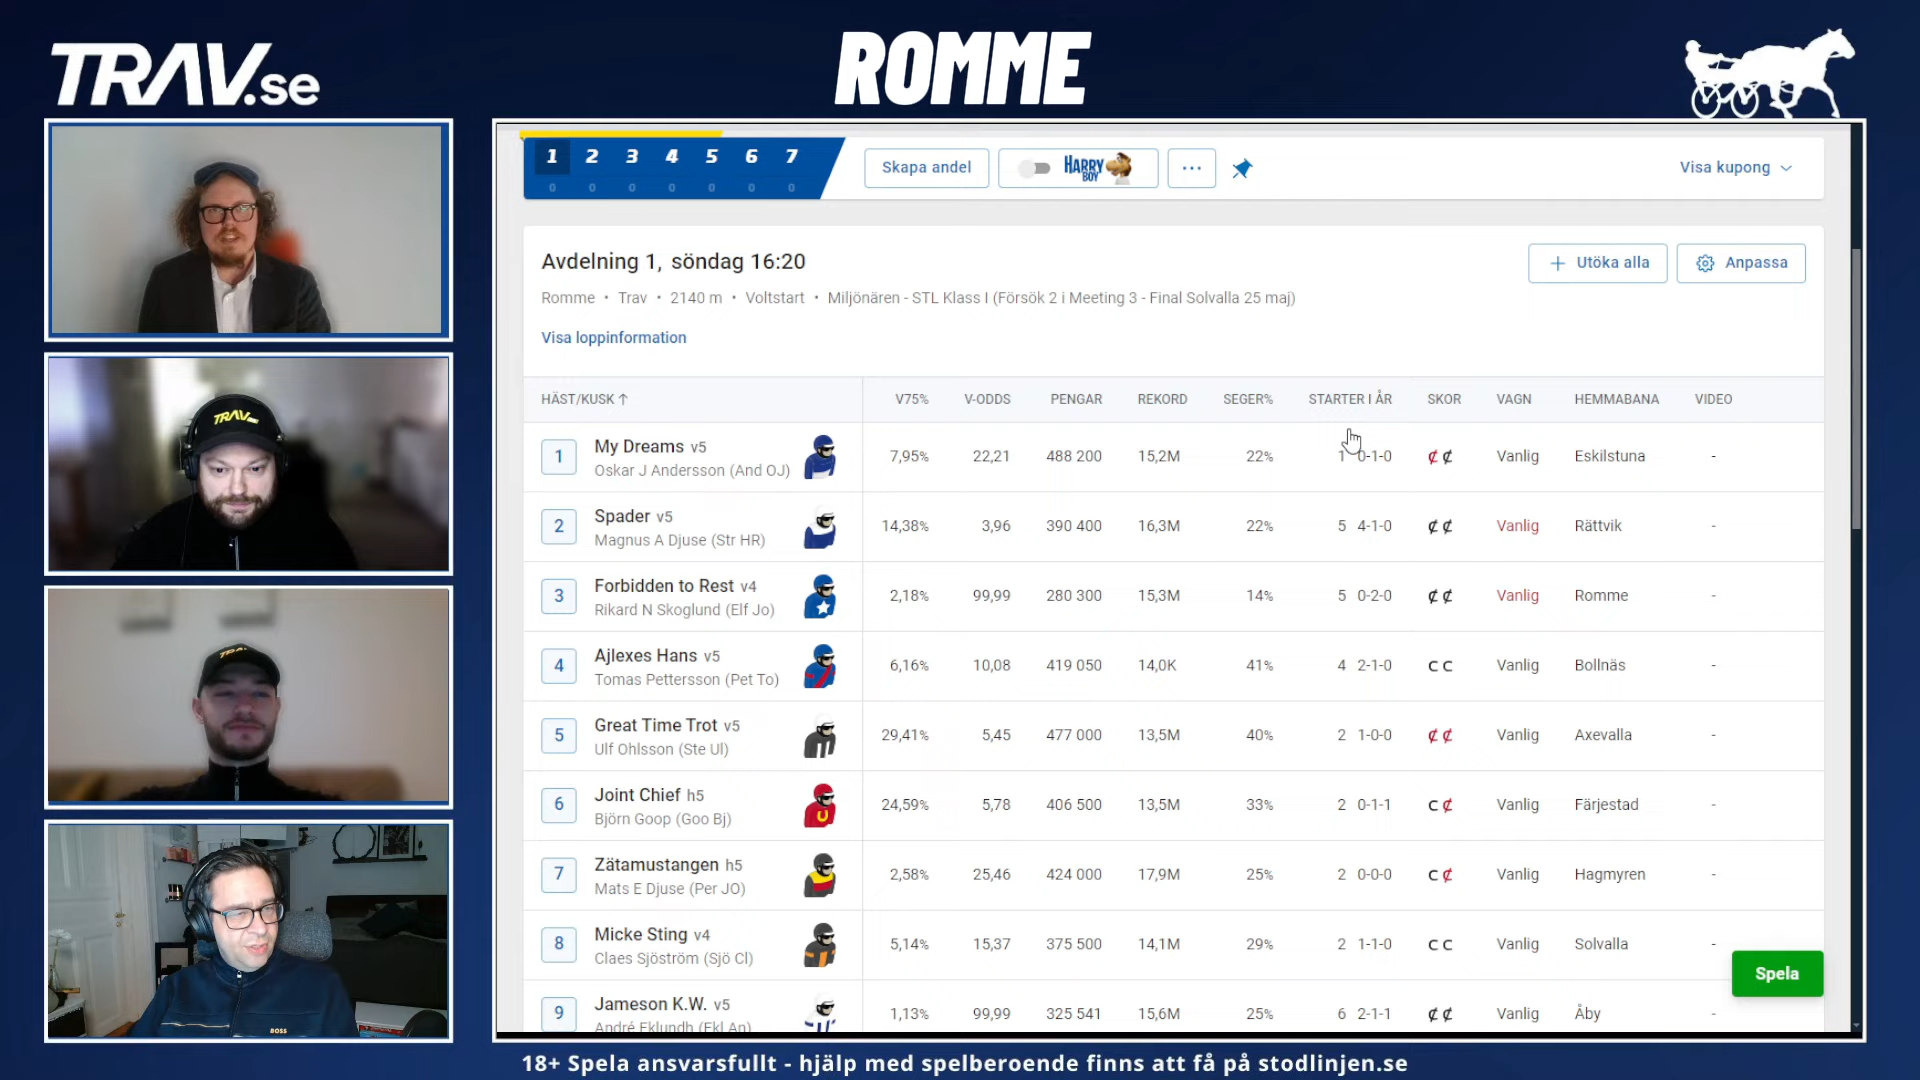 TRAV.se
ROMME
1 2 3 4 5 6 7
0 0 0 0 0 0 0
Skapa andel
HARRY BOY
...
Visa kupong
Avdelning 1, söndag 16:20
Utöka alla
Anpassa
Romme • Trav • 2140 m • Voltstart • Miljönären - STL Klass I (Försök 2 i Meeting 3 - Final Solvalla 25 maj)
Visa loppinformation
HÄST/KUSK V75% V-ODDS PENGAR REKORD SEGER% STARTER I ÅR SKOR VAGN HEMMABANA VIDEO
1 My Dreams v5 7,95% 22,21 488 200 15,2M 22% 1 0-1-0 ¢ ¢ Vanlig Eskilstuna -
Oskar J Andersson (And OJ)
2 Spader v5 14,38% 3,96 390 400 16,3M 22% 5 4-1-0 ¢ ¢ Vanlig Rättvik -
Magnus A Djuse (Str HR)
3 Forbidden to Rest v4 2,18% 99,99 280 300 15,3M 14% 5 0-2-0 ¢ ¢ Vanlig Romme -
Rikard N Skoglund (Elf Jo)
4 Ajlexes Hans v5 6,16% 10,08 419 050 14,0K 41% 4 2-1-0 C C Vanlig Bollnäs -
Tomas Pettersson (Pet To)
5 Great Time Trot v5 29,41% 5,45 477 000 13,5M 40% 2 1-0-0 ¢ ¢ Vanlig Axevalla -
Ulf Ohlsson (Ste Ul)
6 Joint Chief h5 24,59% 5,78 406 500 13,5M 33% 2 0-1-1 C ¢ Vanlig Färjestad -
Björn Goop (Goo Bj)
7 Zätamustangen h5 2,58% 25,46 424 000 17,9M 25% 2 0-0-0 C ¢ Vanlig Hagmyren -
Mats E Djuse (Per JO)
8 Micke Sting v4 5,14% 15,37 375 500 14,1M 29% 2 1-1-0 C C Vanlig Solvalla -
Claes Sjöström (Sjö Cl)
Spela
9 Jameson K.W. v5 1,13% 99,99 325 541 15,6M 25% 6 2-1-1 ¢ ¢ Vanlig Åby -
André Eklundh (Ekl An)
TRAV.se
TRAV
BOSS
18+ Spela ansvarsfullt - hjälp med spelberoende finns att få på stodlinjen.se